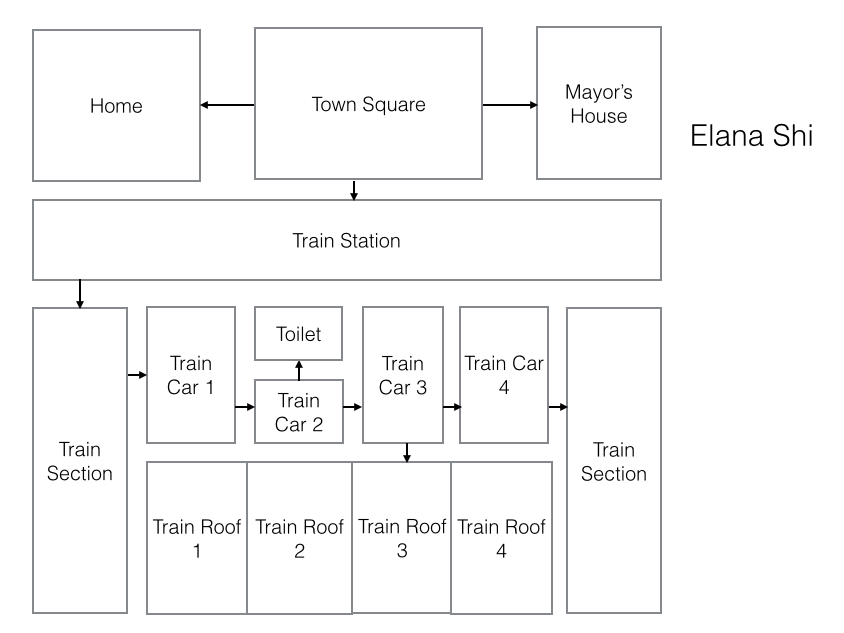 Home
Town Square
Mayor's
House
Elana Shi
Train Station
Train
Car 1
Toilet
Train
Car 2
Train
Car 3
Train Car
4
Train
Section
Train
Section
Train Roof
1
Train Roof
2
Train Roof
3
Train Roof
4